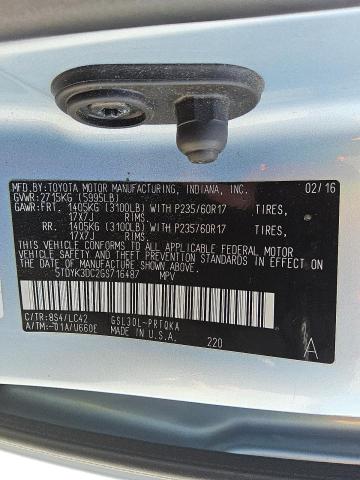 MFD.BY: TOYOTA MOTOR MANUFACTURING, INDIANA, INC. 02/16
GVWR: 2715KG (5995LB)
GAWR: FRT. 1405KG (3100LB) WITH P235/60R17 TIRES,
17X7J RIMS.
RR. 1405KG (3100LB) WITH P235/60R17 TIRES,
17X7J RIMS.
THIS VEHICLE CONFORMS TO ALL APPLICABLE FEDERAL MOTOR
VEHICLE SAFETY, BUMPER, AND THEFT PREVENTION STANDARDS
IN EFFECT ON THE DATE OF MANUFACTURE SHOWN ABOVE.
5TDYK3DC2GS716487 MPV
C/TR: 8S4/LC42 GSL30L-PRTQKA
A/TM: -01A/U660E MADE IN U.S.A. 220 A